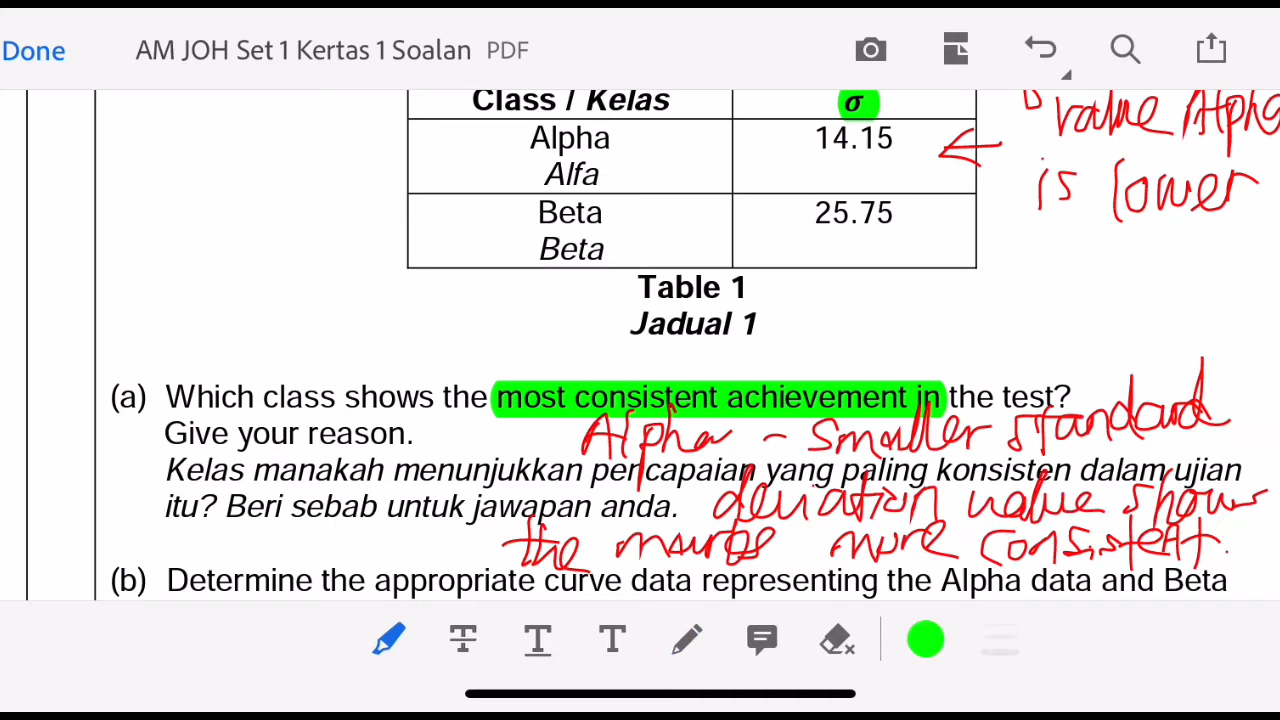 Done AM JOH Set 1 Kertas 1 Soalan PDF
Class / Kelas σ
value Alpha
Alpha 14.15
Alfa
is lower
Beta 25.75
Beta
Table 1
Jadual 1
(a) Which class shows the most consistent achievement in the test?
Give your reason.
Alpha - smaller standard
Kelas manakah menunjukkan pencapaian yang paling konsisten dalam ujian
itu? Beri sebab untuk jawapan anda.
deviation value shows
the more consistent.
(b) Determine the appropriate curve data representing the Alpha data and Beta